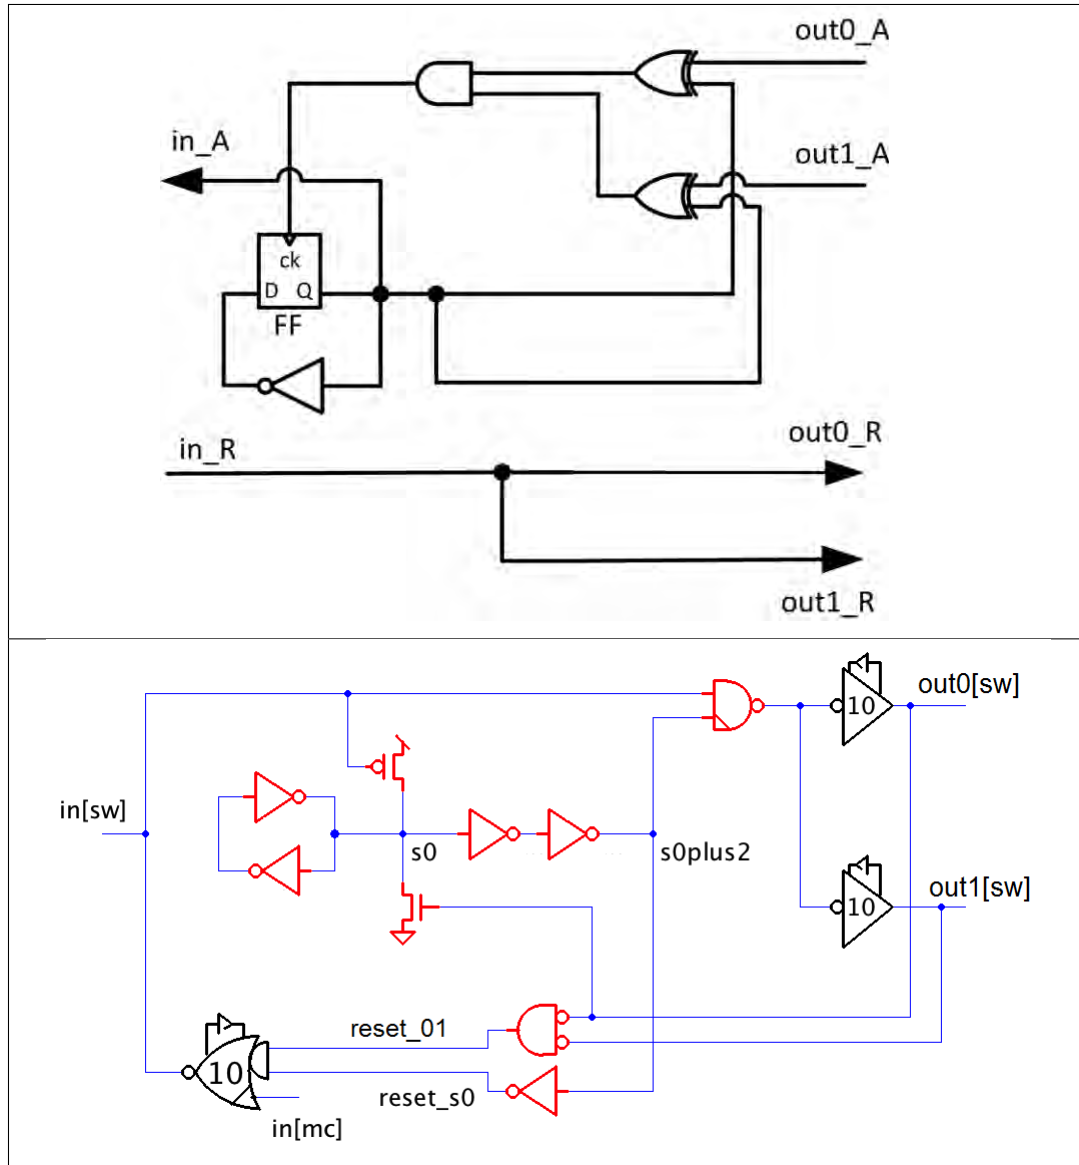 out0_A
in_A
out1_A
ck
D Q
FF
in_R
out0_R
out1_R
10
out0[sw]
in[sw]
s0
s0plus2
10
out1[sw]
reset_01
10
reset_s0
in[mc]